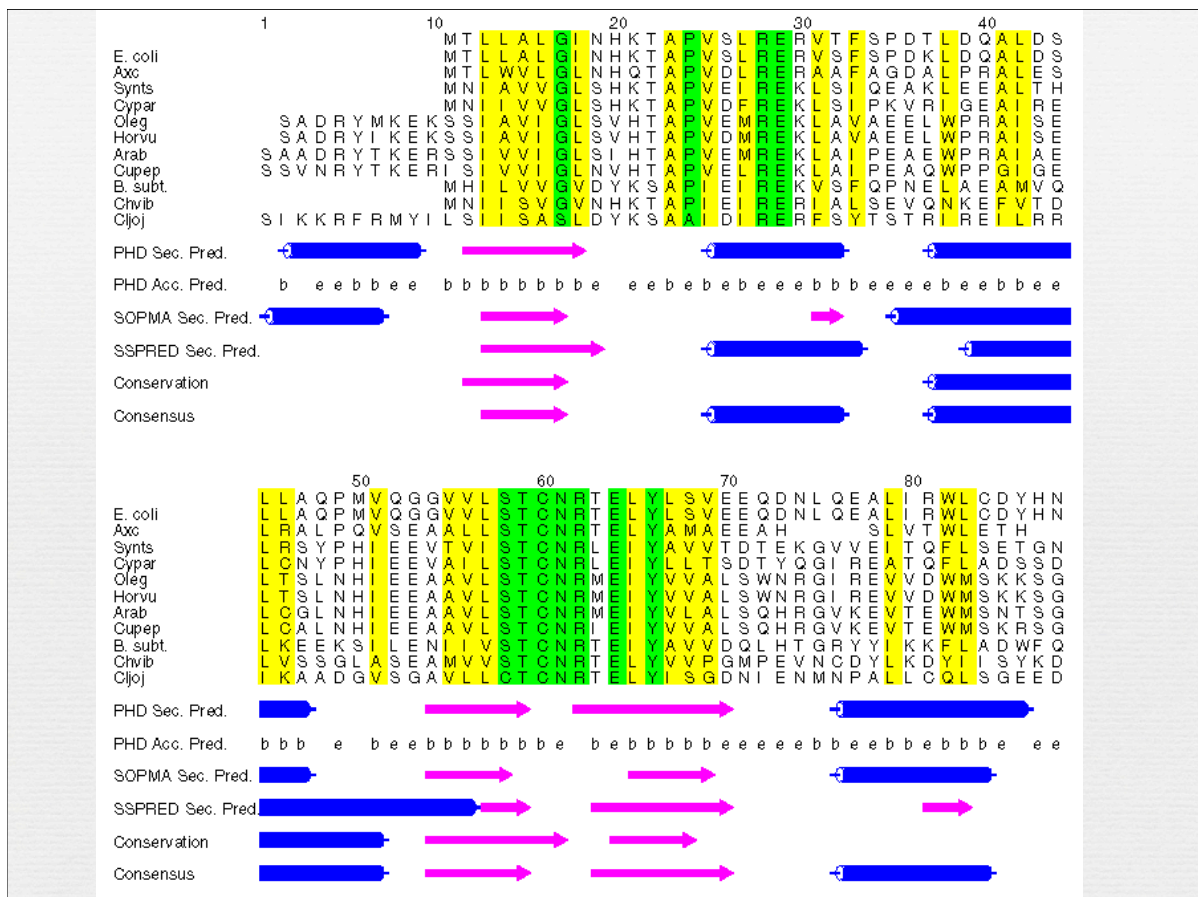 1 10 20 30 40
M T L L A L G I N H K T A P V S L R E R V T F S P D T L D Q A L D S
E. coli M T L L A L G I N H K T A P V S L R E R V S F S P D K L D Q A L D S
Axc M T L W V L G L N H Q T A P V D L R E R A A F A G D A L P R A L E S
Synts M N I A V V G L S H K T A P V E I R E K L S I Q E A K L E E A L T H
Cypar M N I I V V G L S H K T A P V D F R E K L S I P K V R I G E A I R E
Oleg S A D R Y M K E K S S I A V I G L S V H T A P V E M R E K L A V A E E L W P R A I S E
Horvu S A D R Y I K E K S S I A V I G L S V H T A P V D M R E K L A V A E E L W P R A I S E
Arab S A A D R Y T K E R S S I V V I G L S I H T A P V E M R E K L A I P E A E W P R A I A E
Cupep S S V N R Y T K E R I S I V V I G L N V H T A P V E L R E K L A I P E A Q W P P G I G E
B. subt. M H I L V V G V D Y K S A P I E I R E K V S F Q P N E L A E A M V Q
Chvib M N I I S V G V N H K T A P I E I R E R I A L S E V Q N K E F V T D
Cljoj S I K K R F R M Y I L S I I S A S L D Y K S A A I D I R E R F S Y T S T R I R E I L R R
PHD Sec. Pred.
PHD Acc. Pred. b e e b b e e b b b b b b b b e e e b b e b b e b b e e e b b b e e e e b e e b b e e
SOPMA Sec. Pred.
SSPRED Sec. Pred.
Conservation
Consensus
50 60 70 80
L L A Q P M V Q G G V V L S T C N R T E L Y L S V E E Q D N L Q E A L I R W L C D Y H N
E. coli L L A Q P M V Q G G V V L S T C N R T E L Y L S V E E Q D N L Q E A L I R W L C D Y H N
Axc L R A L P Q V S E A A L L S T C N R T E L Y A M A E E A H S L V T W L E T H
Synts L R S Y P H I E E V T V I S T C N R L E I Y A V V T D T E K G V V E I T Q F L S E T G N
Cypar L C N Y P H I E E V A I L S T C N R L E I Y L L T S D T Y Q G I R E A T Q F L A D S S D
Oleg L T S L N H I E E A A V L S T C N R M E I Y V V A L S W N R G I R E V V D W M S K K S G
Horvu L T S L N H I E E A A V L S T C N R M E I Y V V A L S W N R G I R E V V D W M S K K S G
Arab L C G L N H I E E A A V L S T C N R M E I Y V L A L S Q H R G V K E V T E W M S N T S G
Cupep L C A L N H I E E A A V L S T C N R I E I Y V V A L S Q H R G V K E V T E W M S K R S G
B. subt. L K E E K S I L E N I I V S T C N R T E I Y A V V D Q L H T G R Y Y I K K F L A D W F Q
Chvib L V S S G L A S E A M V V S T C N R T E L Y V V P G M P E V N C D Y L K D Y I I S Y K D
Cljoj I K A A D G V S G A V L L C T C N R T E L Y I S G D N I E N M N P A L L C Q L S G E E D
PHD Sec. Pred.
PHD Acc. Pred. b b b e b e e b b b b b b b e b e b b b b b e e e e e b b e e b b e b b b e e e
SOPMA Sec. Pred.
SSPRED Sec. Pred.
Conservation
Consensus